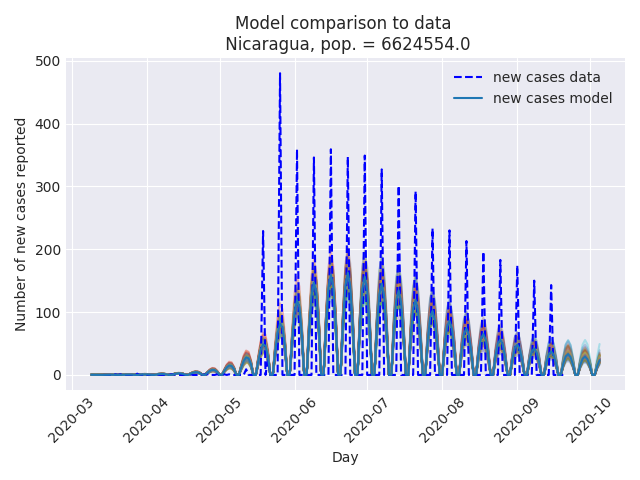 Model comparison to data
Nicaragua, pop. = 6624554.0
500
400
300
200
100
0
Number of new cases reported
new cases data
new cases model
2020-03
2020-04
2020-05
2020-06
2020-07
2020-08
2020-09
2020-10
Day